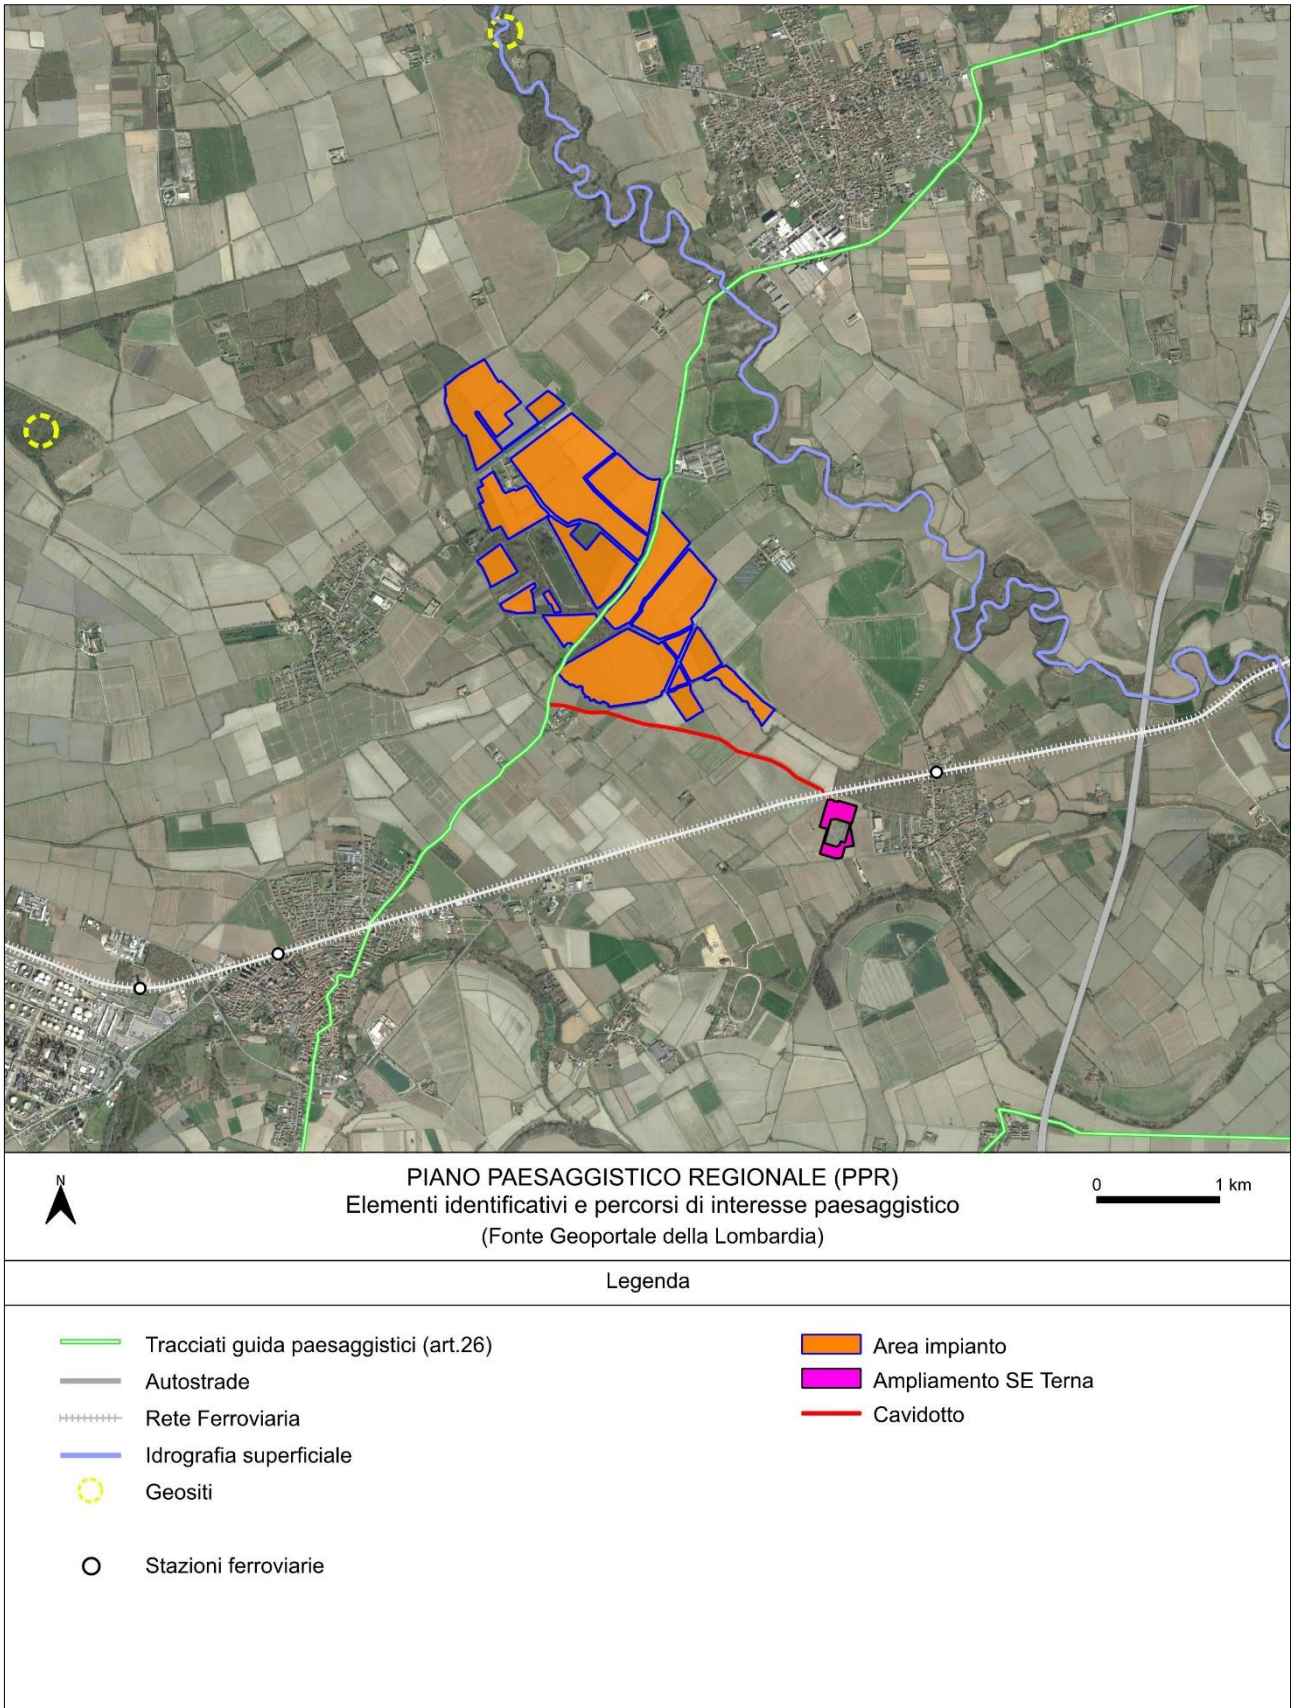 N
PIANO PAESAGGISTICO REGIONALE (PPR)
Elementi identificativi e percorsi di interesse paesaggistico
(Fonte Geoportale della Lombardia)
0 1 km
Legenda
Tracciati guida paesaggistici (art.26)
Autostrade
Rete Ferroviaria
Idrografia superficiale
Geositi
Stazioni ferroviarie
Area impianto
Ampliamento SE Terna
Cavidotto